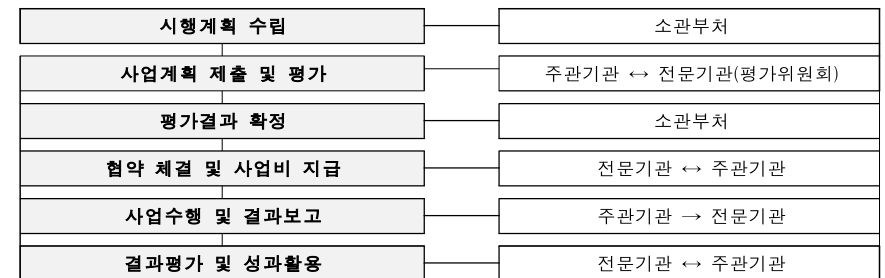 시행계획 수립
소관부처
사업계획 제출 및 평가
주관기관 ↔ 전문기관(평가위원회)
평가결과 확정
소관부처
협약 체결 및 사업비 지급
전문기관 ↔ 주관기관
사업수행 및 결과보고
주관기관 → 전문기관
결과평가 및 성과활용
전문기관 ↔ 주관기관